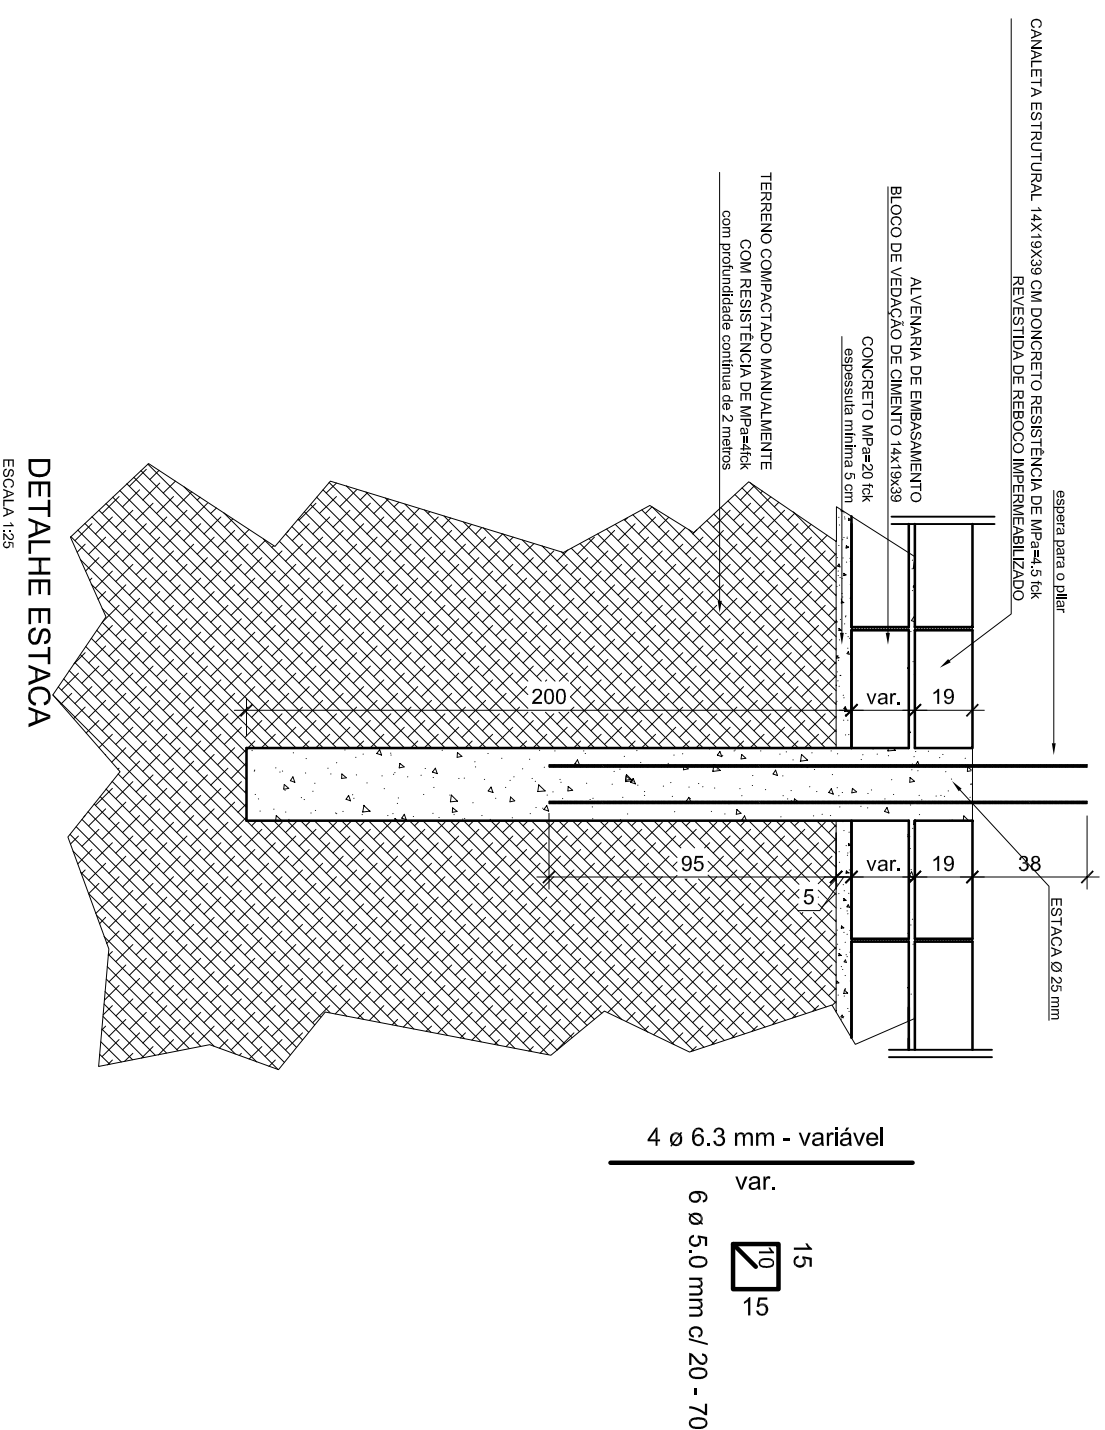 CANALETA ESTRUTURAL 14X19X39 CM DONCRETO RESISTÊNCIA DE MPa=4,5 fck
REVESTIDA DE REBOCO IMPERMEABILIZADO
espera para o pilar
ALVENARIA DE EMBASAMENTO
BLOCO DE VEDAÇÃO DE CIMENTO 14x19x39
CONCRETO MPa=20 fck
espessuta mínima 5 cm
TERRENO COMPACTADO MANUALMENTE
COM RESISTÊNCIA DE MPa=4fck
com profundidade continua de 2 metros
200
var.
19
95
5
var.
19
38
ESTACA Ø 25 mm
4 ø 6.3 mm - variável
var.
15
10
15
6 ø 5.0 mm c/ 20 - 70
DETALHE ESTACA
ESCALA 1:25